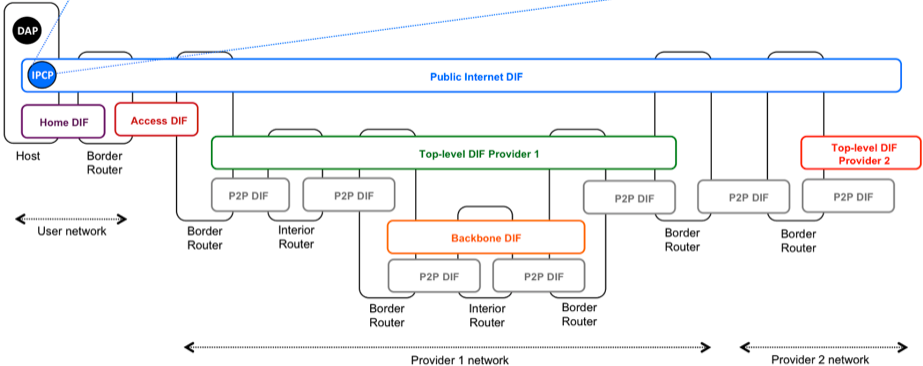 DAP
IPCP
Public Internet DIF
Home DIF
Access DIF
Top-level DIF Provider 1
Top-level DIF
Provider 2
Host
Border
Router
P2P DIF
P2P DIF
P2P DIF
P2P DIF
P2P DIF
User network
Border
Router
Interior
Router
Backbone DIF
Border
Router
Border
Router
P2P DIF
P2P DIF
Border
Router
Interior
Router
Border
Router
Provider 1 network
Provider 2 network